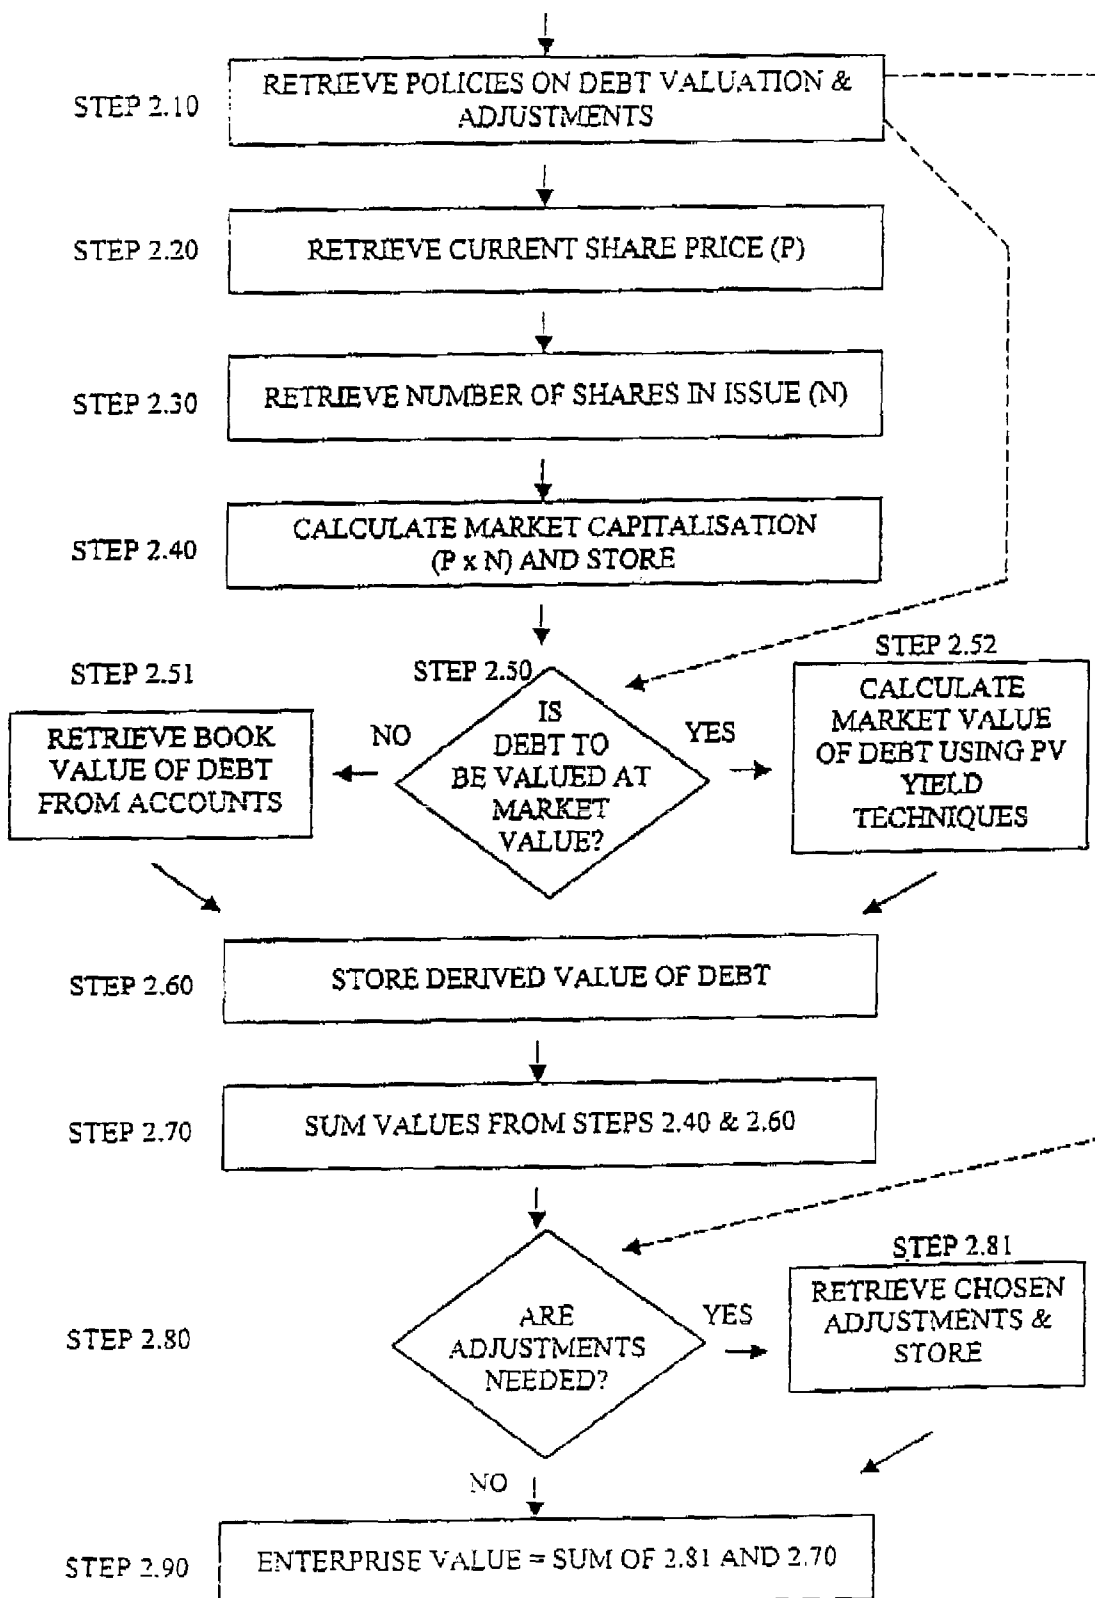 STEP 2.10
RETRIEVE POLICIES ON DEBT VALUATION &
ADJUSTMENTS
STEP 2.20
RETRIEVE CURRENT SHARE PRICE (P)
STEP 2.30
RETRIEVE NUMBER OF SHARES IN ISSUE (N)
STEP 2.40
CALCULATE MARKET CAPITALISATION
(P x N) AND STORE
STEP 2.51
RETRIEVE BOOK
VALUE OF DEBT
FROM ACCOUNTS
NO
STEP 2.50
IS
DEBT TO
BE VALUED AT
MARKET
VALUE?
YES
STEP 2.52
CALCULATE
MARKET VALUE
OF DEBT USING PV
YIELD
TECHNIQUES
STEP 2.60
STORE DERIVED VALUE OF DEBT
STEP 2.70
SUM VALUES FROM STEPS 2.40 & 2.60
STEP 2.80
ARE
ADJUSTMENTS
NEEDED?
YES
STEP 2.81
RETRIEVE CHOSEN
ADJUSTMENTS &
STORE
NO
STEP 2.90
ENTERPRISE VALUE = SUM OF 2.81 AND 2.70